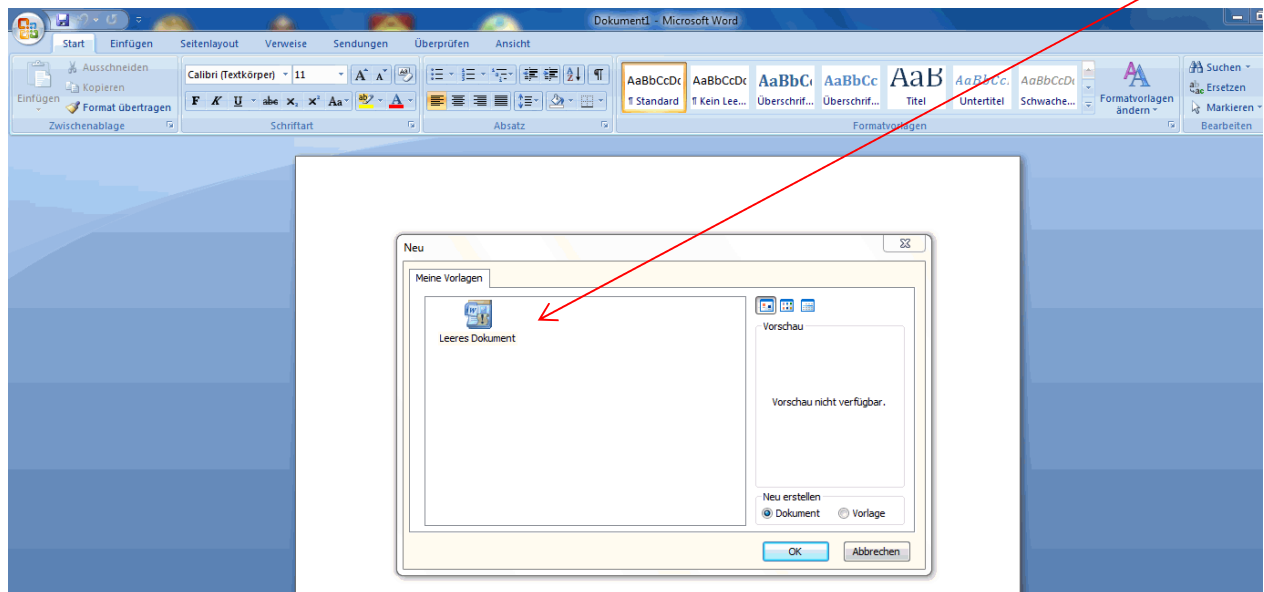 Dokument1 - Microsoft Word
Start Einfügen Seitenlayout Verweise Sendungen Überprüfen Ansicht
Ausschneiden
Kopieren
Format übertragen
Einfügen
Zwischenablage
Calibri (Textkörper) 11
F K U abc x₂ x² Aa A
Schriftart
Absatz
AaBbCcDc AaBbCcDc AaBbC AaBbCc AaB AaBbCc. AaBbCcDc
¶ Standard ¶ Kein Lee... Überschrif... Überschrif... Titel Untertitel Schwache...
Formatvorlagen
Formatvorlagen
ändern
Suchen
Ersetzen
Markieren
Bearbeiten
Neu
Meine Vorlagen
Leeres Dokument
Vorschau
Vorschau nicht verfügbar.
Neu erstellen
Dokument Vorlage
OK Abbrechen